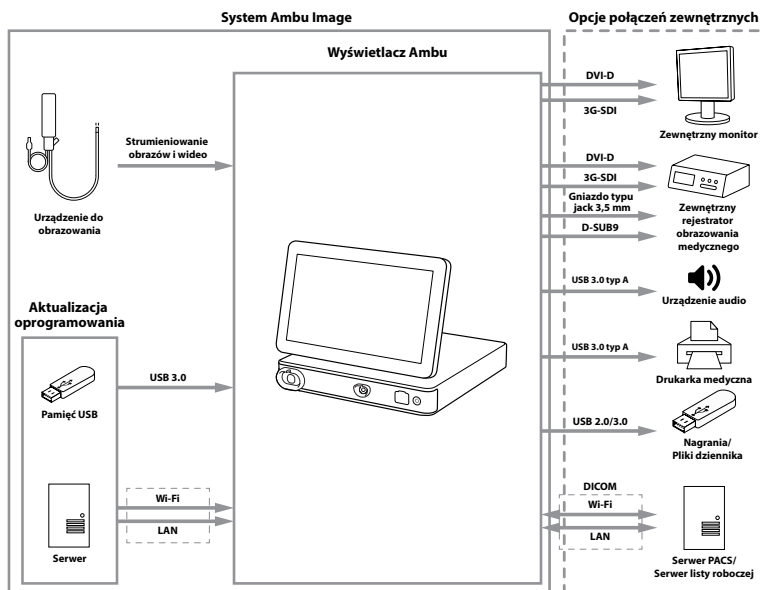 System Ambu Image
Opcje połączeń zewnętrznych
Wyświetlacz Ambu
Strumieniowanie
obrazów i wideo
Urządzenie do
obrazowania
Aktualizacja
oprogramowania
USB 3.0
Pamięć USB
Wi-Fi
LAN
Serwer
DVI-D
3G-SDI
Zewnętrzny monitor
DVI-D
3G-SDI
Gniazdo typu
jack 3,5 mm
D-SUB9
Zewnętrzny
rejestrator
obrazowania
medycznego
USB 3.0 typ A
Urządzenie audio
USB 3.0 typ A
Drukarka medyczna
USB 2.0/3.0
Nagrania/
Pliki dziennika
DICOM
Wi-Fi
LAN
Serwer PACS/
Serwer listy roboczej